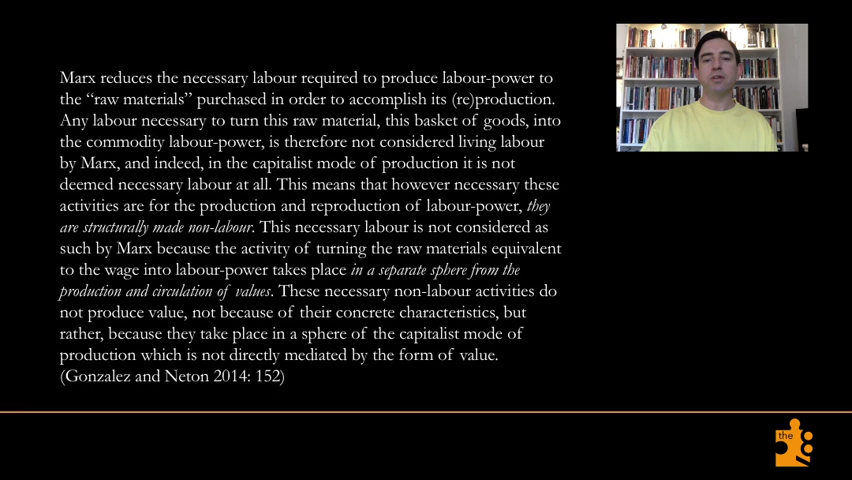 Marx reduces the necessary labour required to produce labour-power to
the “raw materials” purchased in order to accomplish its (re)production.
Any labour necessary to turn this raw material, this basket of goods, into
the commodity labour-power, is therefore not considered living labour
by Marx, and indeed, in the capitalist mode of production it is not
deemed necessary labour at all. This means that however necessary these
activities are for the production and reproduction of labour-power, they
are structurally made non-labour. This necessary labour is not considered as
such by Marx because the activity of turning the raw materials equivalent
to the wage into labour-power takes place in a separate sphere from the
production and circulation of values. These necessary non-labour activities do
not produce value, not because of their concrete characteristics, but
rather, because they take place in a sphere of the capitalist mode of
production which is not directly mediated by the form of value.
(Gonzalez and Neton 2014: 152)
the